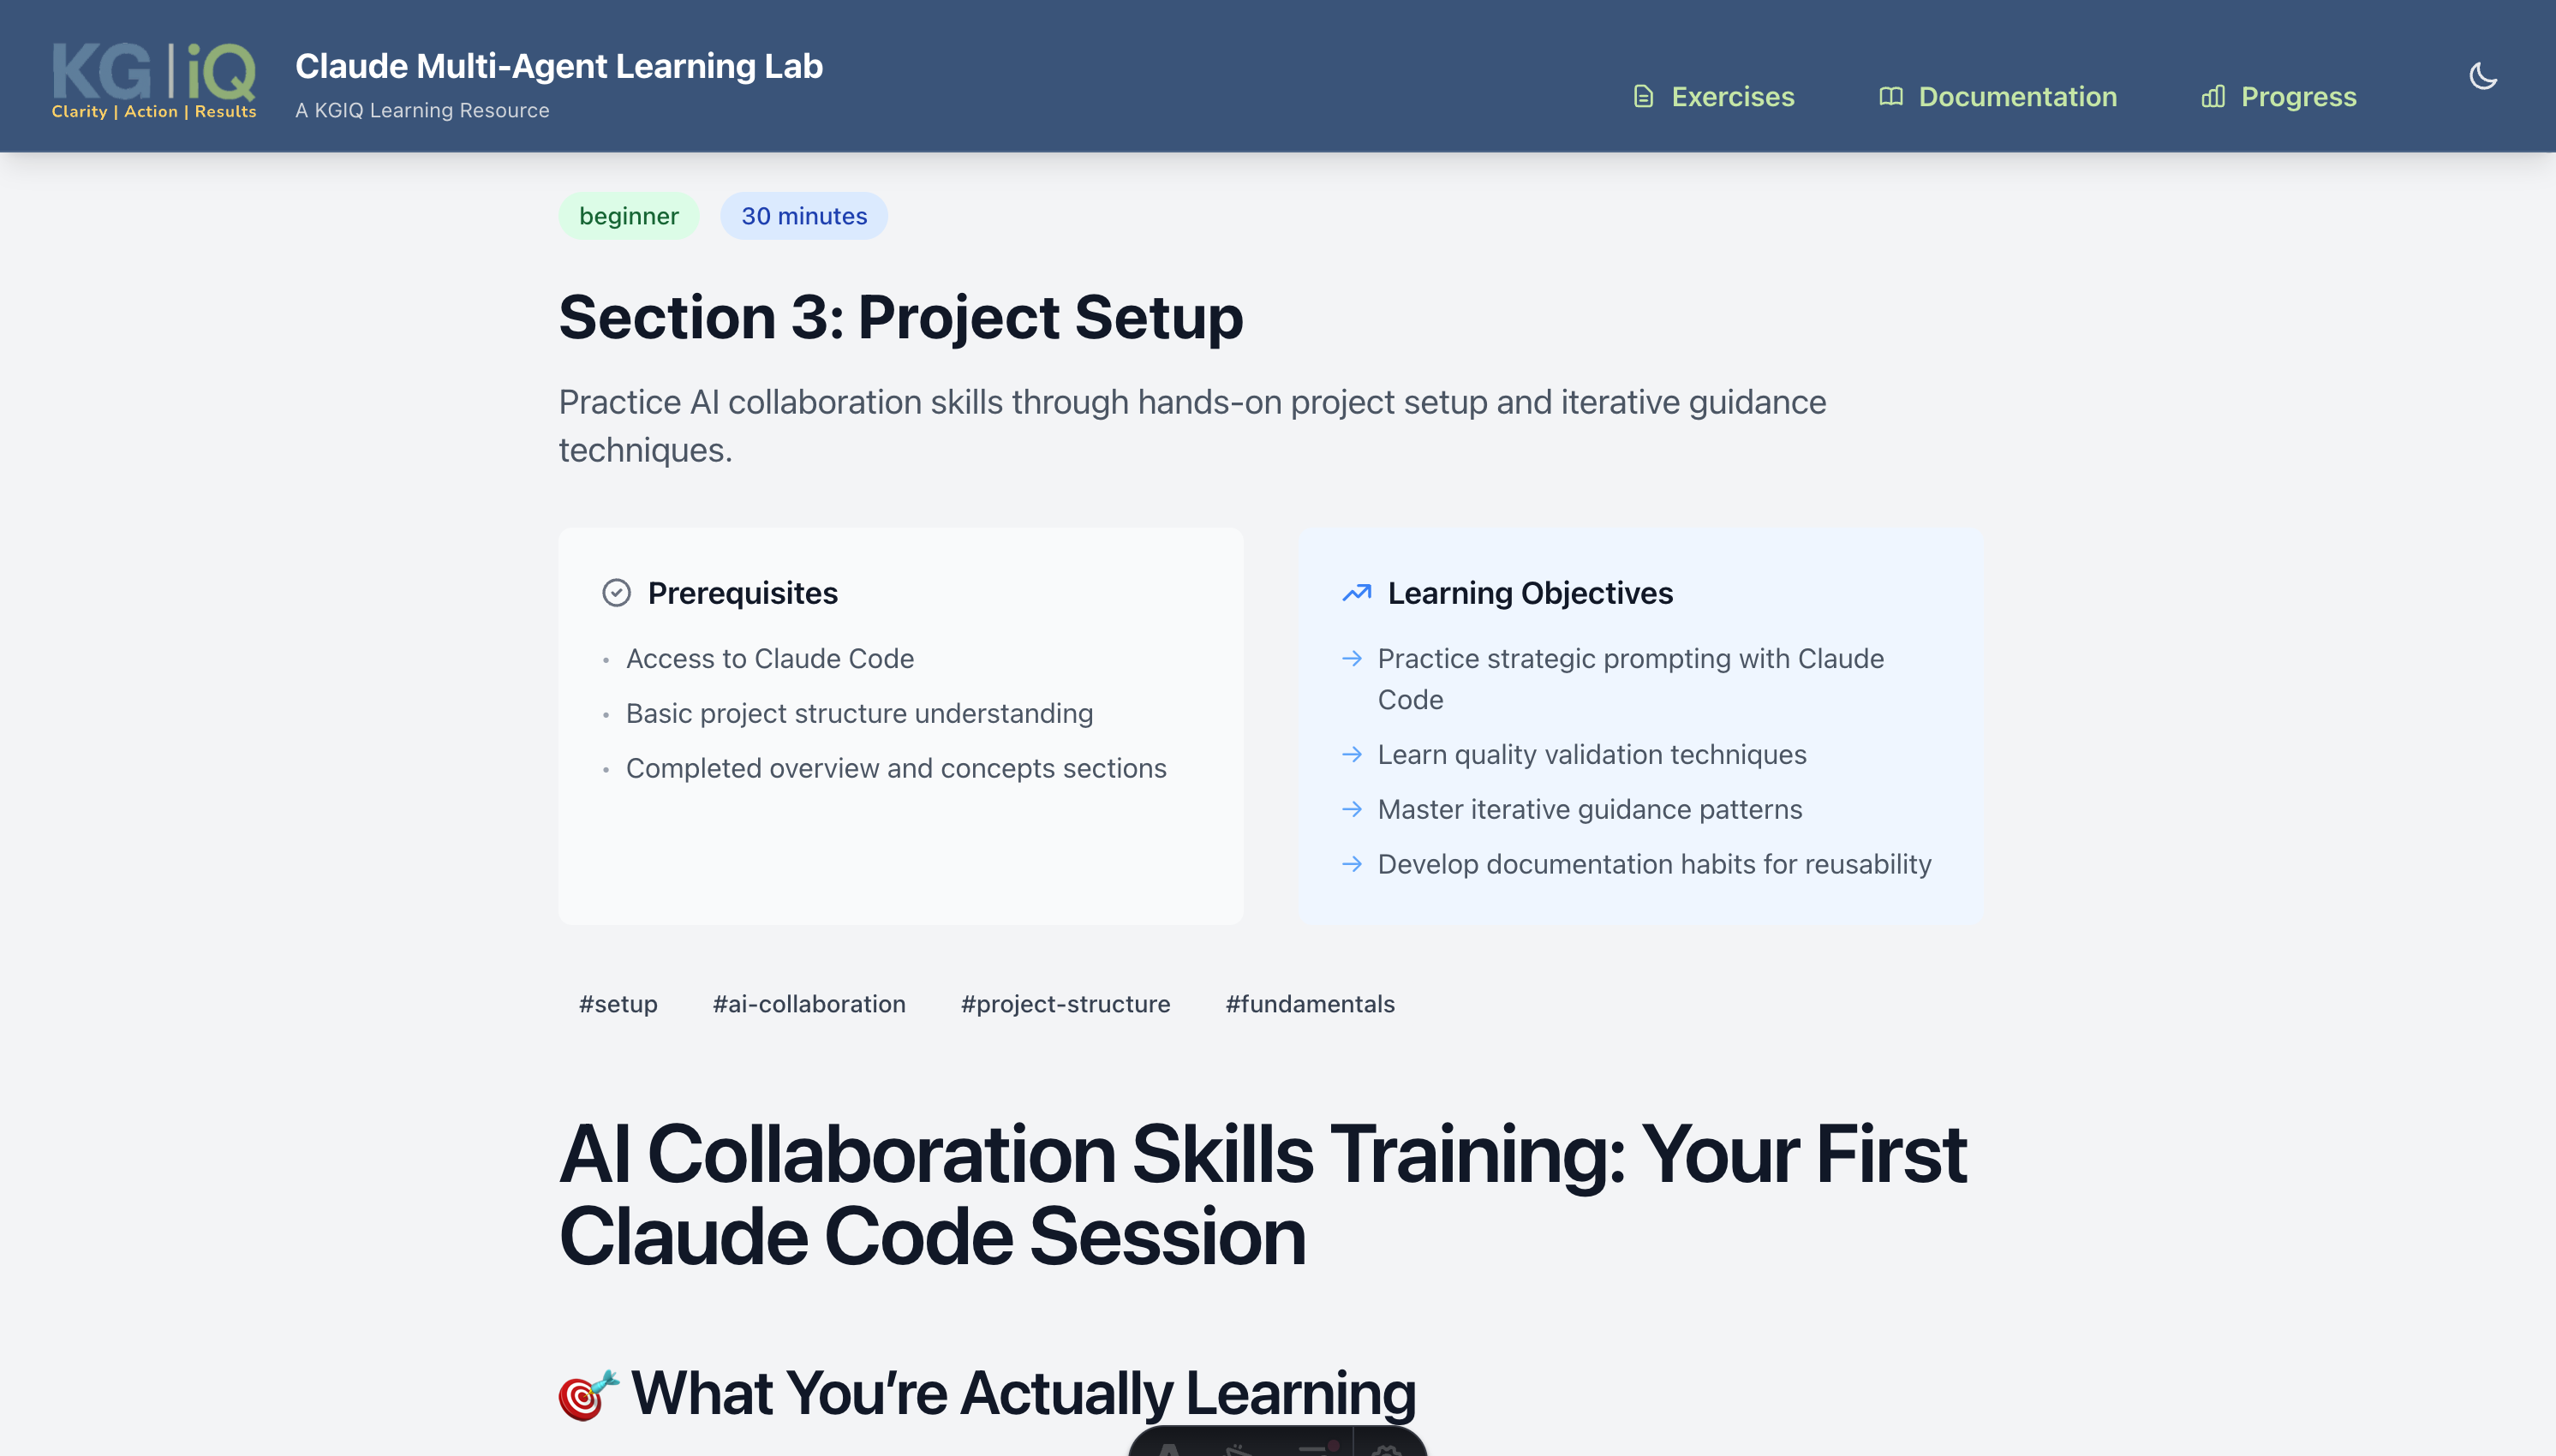 KG|iQ
Clarity | Action | Results
Claude Multi-Agent Learning Lab
A KGIQ Learning Resource
Exercises
Documentation
Progress
beginner
30 minutes
Section 3: Project Setup
Practice AI collaboration skills through hands-on project setup and iterative guidance
techniques.
Prerequisites
• Access to Claude Code
• Basic project structure understanding
• Completed overview and concepts sections
Learning Objectives
→ Practice strategic prompting with Claude
Code
→ Learn quality validation techniques
→ Master iterative guidance patterns
→ Develop documentation habits for reusability
#setup
#ai-collaboration
#project-structure
#fundamentals
AI Collaboration Skills Training: Your First
Claude Code Session
🎯 What You’re Actually Learning